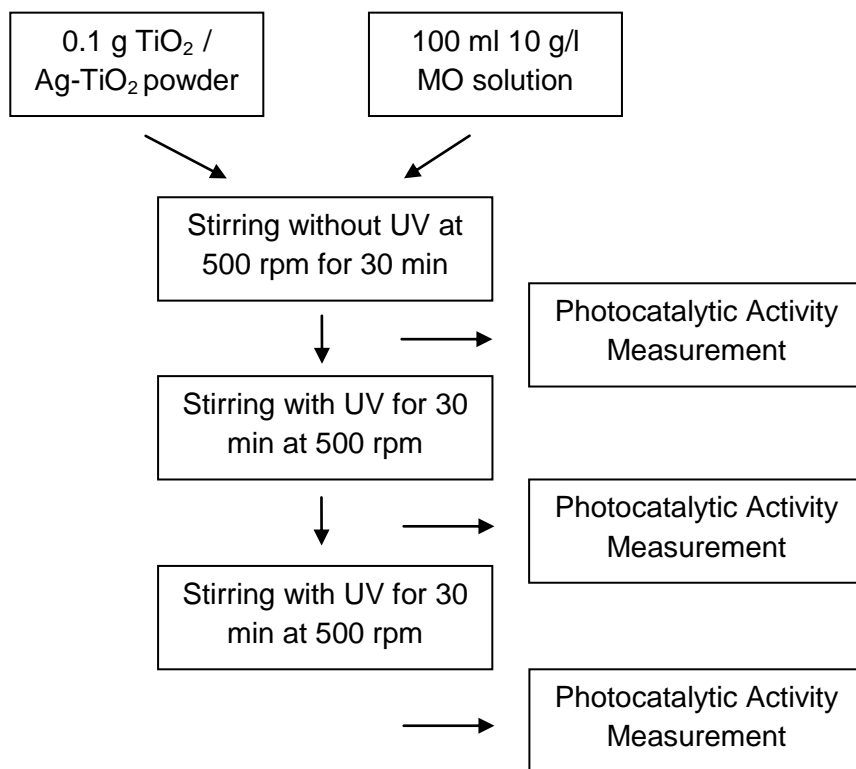 0.1 g TiO₂ /
Ag-TiO₂ powder
100 ml 10 g/l
MO solution
Stirring without UV at
500 rpm for 30 min
Photocatalytic Activity
Measurement
Stirring with UV for 30
min at 500 rpm
Photocatalytic Activity
Measurement
Stirring with UV for 30
min at 500 rpm
Photocatalytic Activity
Measurement